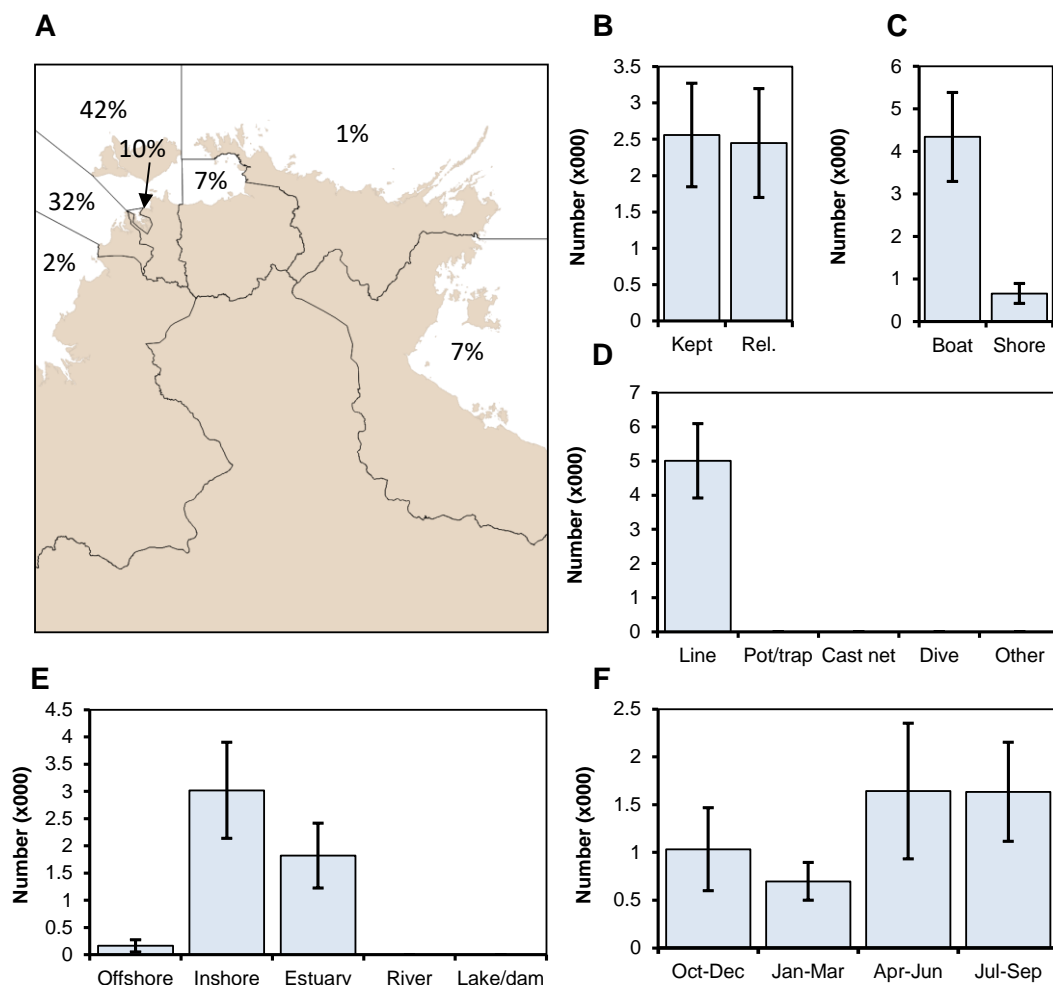 A
42%
10%
1%
7%
32%
2%
7%
B
Number (x000)
3.5
3
2.5
2
1.5
1
0.5
0
Kept Rel.
C
Number (x000)
6
5
4
3
2
1
0
Boat Shore
D
Number (x000)
7
6
5
4
3
2
1
0
Line Pot/trap Cast net Dive Other
E
Number (x000)
4.5
4
3.5
3
2.5
2
1.5
1
0.5
0
Offshore Inshore Estuary River Lake/dam
F
Number (x000)
2.5
2
1.5
1
0.5
0
Oct-Dec Jan-Mar Apr-Jun Jul-Sep